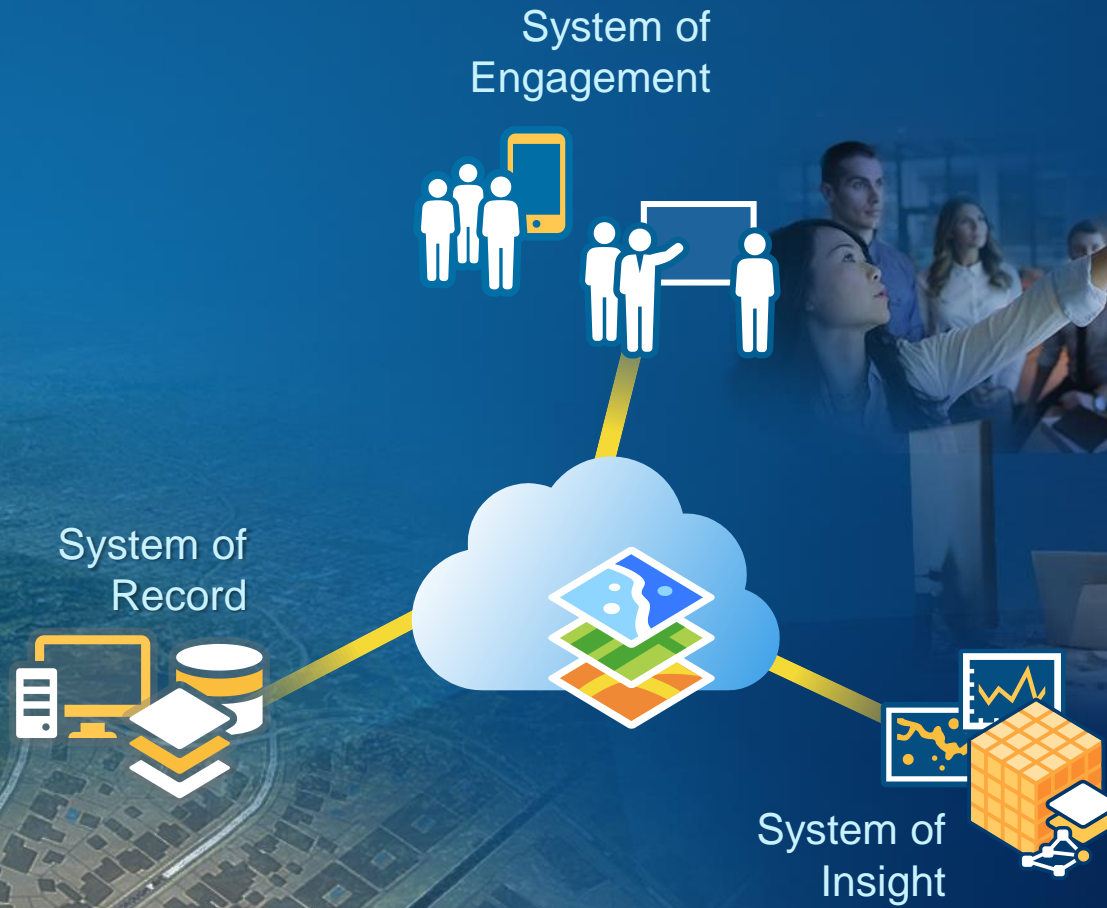 System of
Engagement
System of
Record
System of
Insight